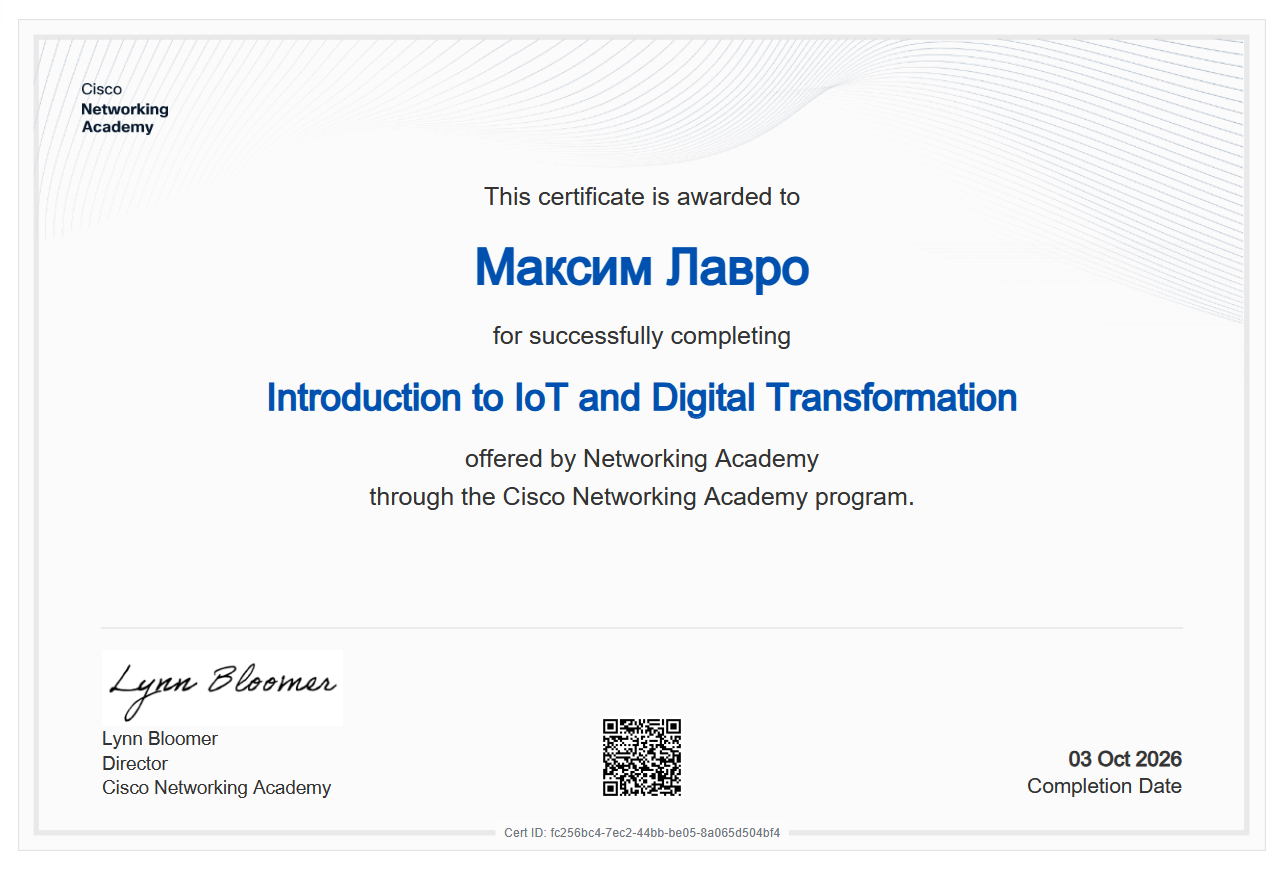 Cisco
Networking
Academy
This certificate is awarded to
Максим Лавро
for successfully completing
Introduction to IoT and Digital Transformation
offered by Networking Academy
through the Cisco Networking Academy program.
Lynn Bloomer
Lynn Bloomer
Director
Cisco Networking Academy
03 Oct 2026
Completion Date
Cert ID: fc256bc4-7ec2-44bb-be05-8a065d504bf4